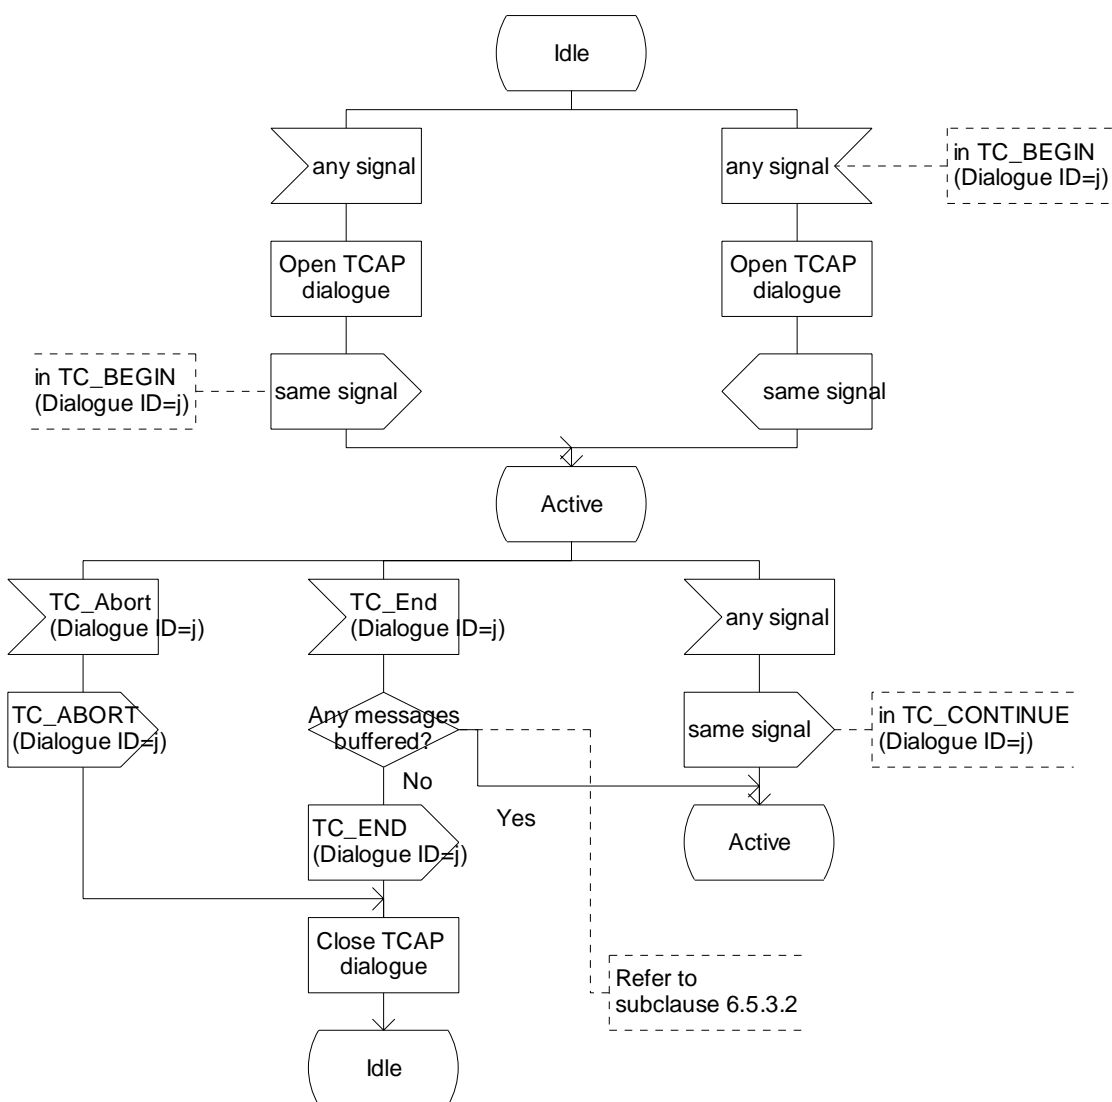 Idle
any signal
any signal
in TC_BEGIN
(Dialogue ID=j)
Open TCAP
dialogue
Open TCAP
dialogue
in TC_BEGIN
(Dialogue ID=j)
same signal
same signal
Active
TC_Abort
(Dialogue ID=j)
TC_End
(Dialogue ID=j)
any signal
TC_ABORT
(Dialogue ID=j)
Any messages
buffered?
same signal
in TC_CONTINUE
(Dialogue ID=j)
No
Yes
TC_END
(Dialogue ID=j)
Active
Close TCAP
dialogue
Refer to
subclause 6.5.3.2
Idle